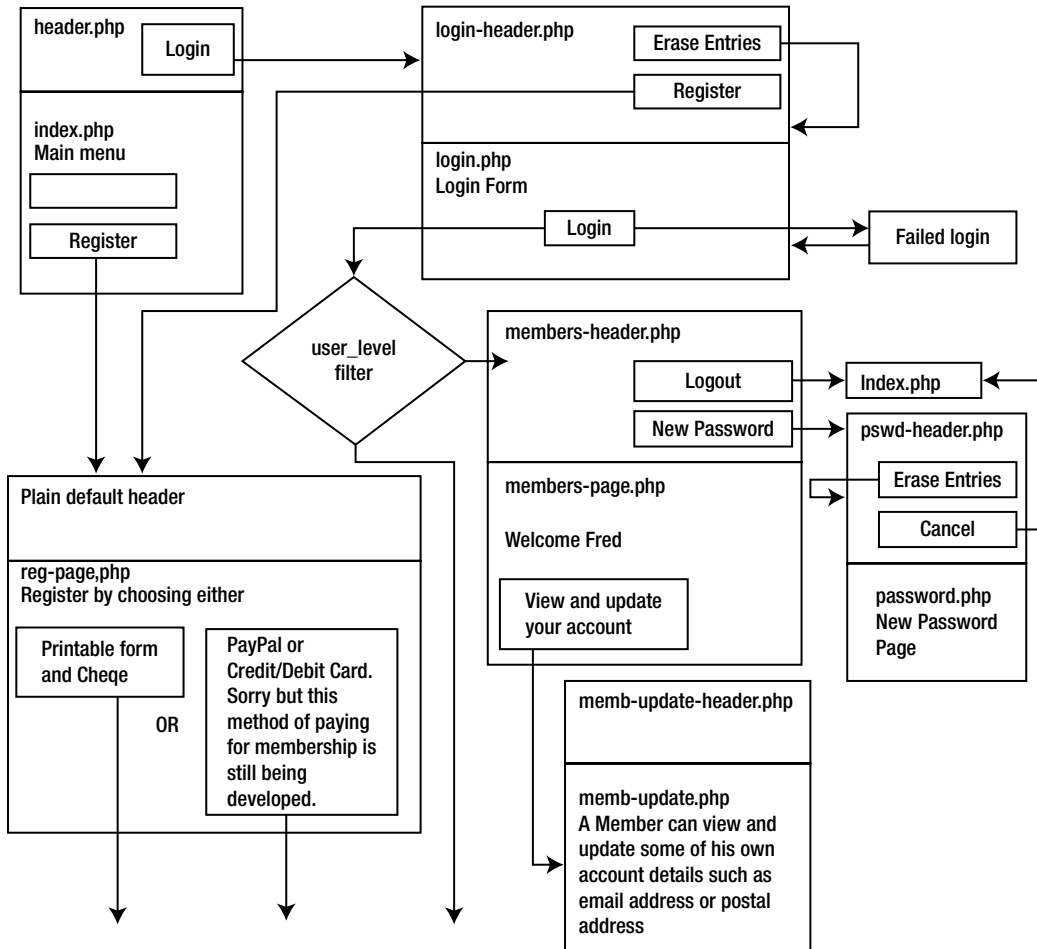 header.php
Login
index.php
Main menu
Register
login-header.php
Erase Entries
Register
login.php
Login Form
Login
Failed login
user_level
filter
members-header.php
Logout
New Password
Index.php
members-page.php
Welcome Fred
View and update
your account
pswd-header.php
Erase Entries
Cancel
password.php
New Password
Page
Plain default header
reg-page,php
Register by choosing either
Printable form
and Cheqe
OR
PayPal or
Credit/Debit Card.
Sorry but this
method of paying
for membership is
still being
developed.
memb-update-header.php
memb-update.php
A Member can view and
update some of his own
account details such as
email address or postal
address